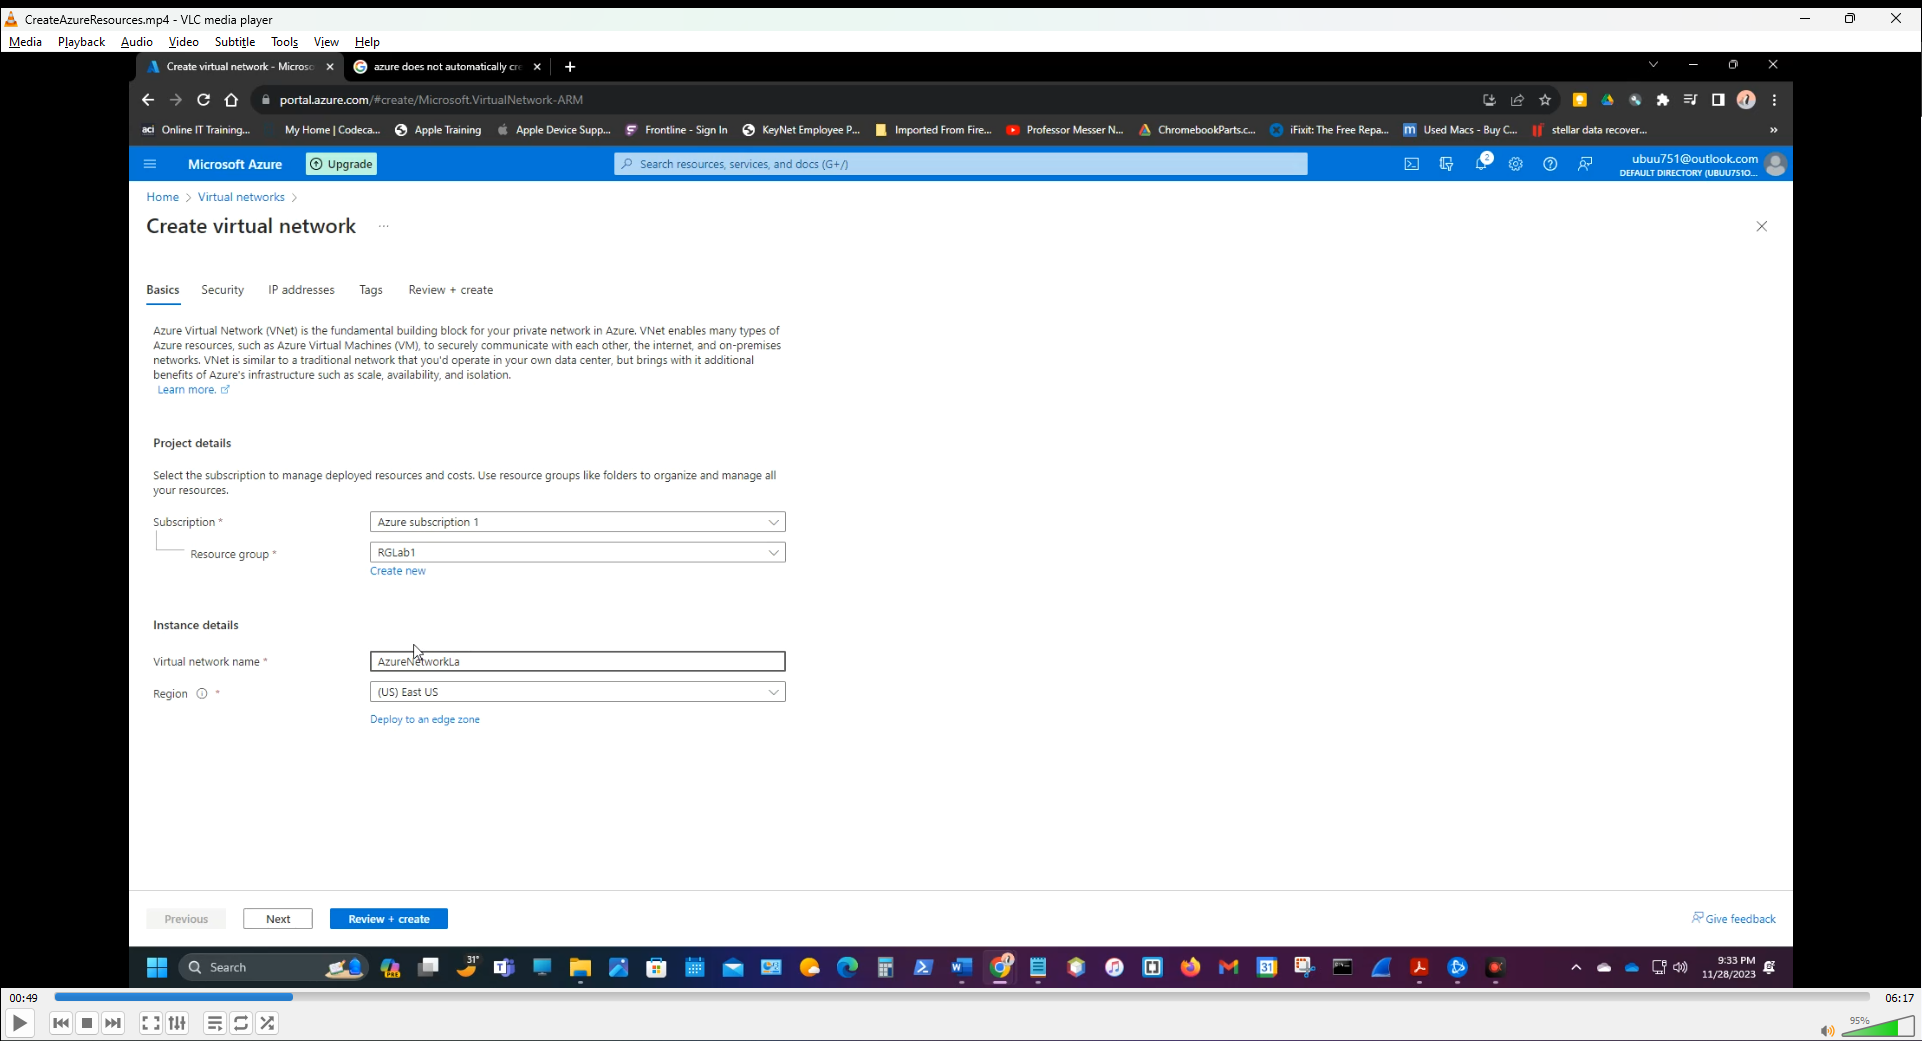 CreateAzureResources.mp4 - VLC media player
Media Playback Audio Video Subtitle Tools View Help
Create virtual network - Microso
azure does not automatically cre
portal.azure.com/#create/Microsoft.VirtualNetwork-ARM
aci Online IT Training...
My Home | Codeca...
Apple Training
Apple Device Supp...
Frontline - Sign In
KeyNet Employee P...
Imported From Fire...
Professor Messer N...
ChromebookParts.c...
iFixit: The Free Repa...
Used Macs - Buy C...
stellar data recover...
»
Microsoft Azure
Upgrade
Search resources, services, and docs (G+/)
2
ubuu751@outlook.com
DEFAULT DIRECTORY (UBUU751O...
Home > Virtual networks >
Create virtual network ...
Basics Security IP addresses Tags Review + create
Azure Virtual Network (VNet) is the fundamental building block for your private network in Azure. VNet enables many types of
Azure resources, such as Azure Virtual Machines (VM), to securely communicate with each other, the internet, and on-premises
networks. VNet is similar to a traditional network that you'd operate in your own data center, but brings with it additional
benefits of Azure's infrastructure such as scale, availability, and isolation.
Learn more.
Project details
Select the subscription to manage deployed resources and costs. Use resource groups like folders to organize and manage all
your resources.
Subscription *
Azure subscription 1
Resource group *
RGLab1
Create new
Instance details
Virtual network name *
AzureNetworkLa
Region *
(US) East US
Deploy to an edge zone
Previous
Next
Review + create
Give feedback
Search
PRE
31°
31
9:33 PM
11/28/2023
00:49
06:17
95%